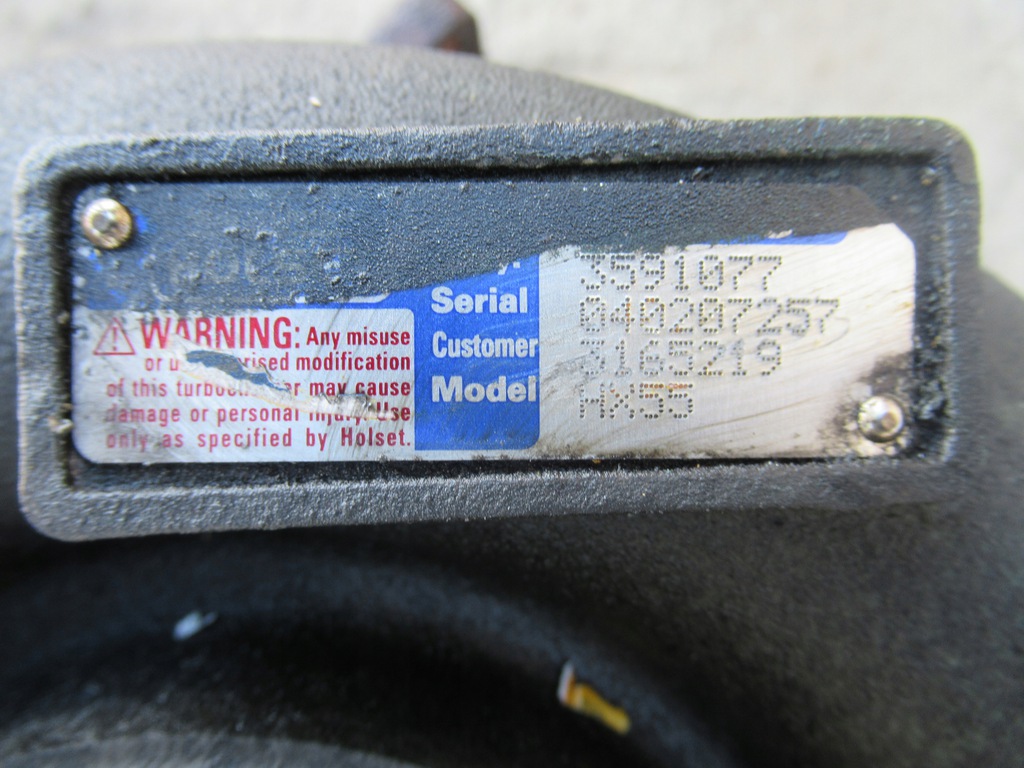 3591077
Serial 040207257
Customer 3165219
Model HX55
WARNING: Any misuse
modification
of this may cause
damage or personal injury. Use
only as specified by Holset.